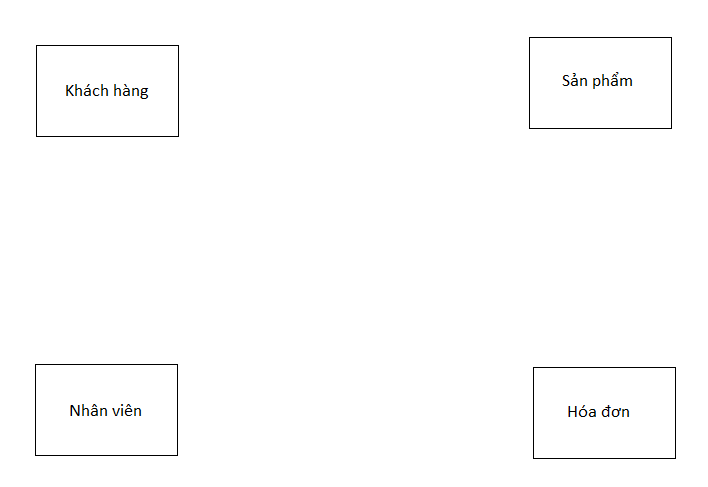 Khách hàng
Sản phẩm
Nhân viên
Hóa đơn